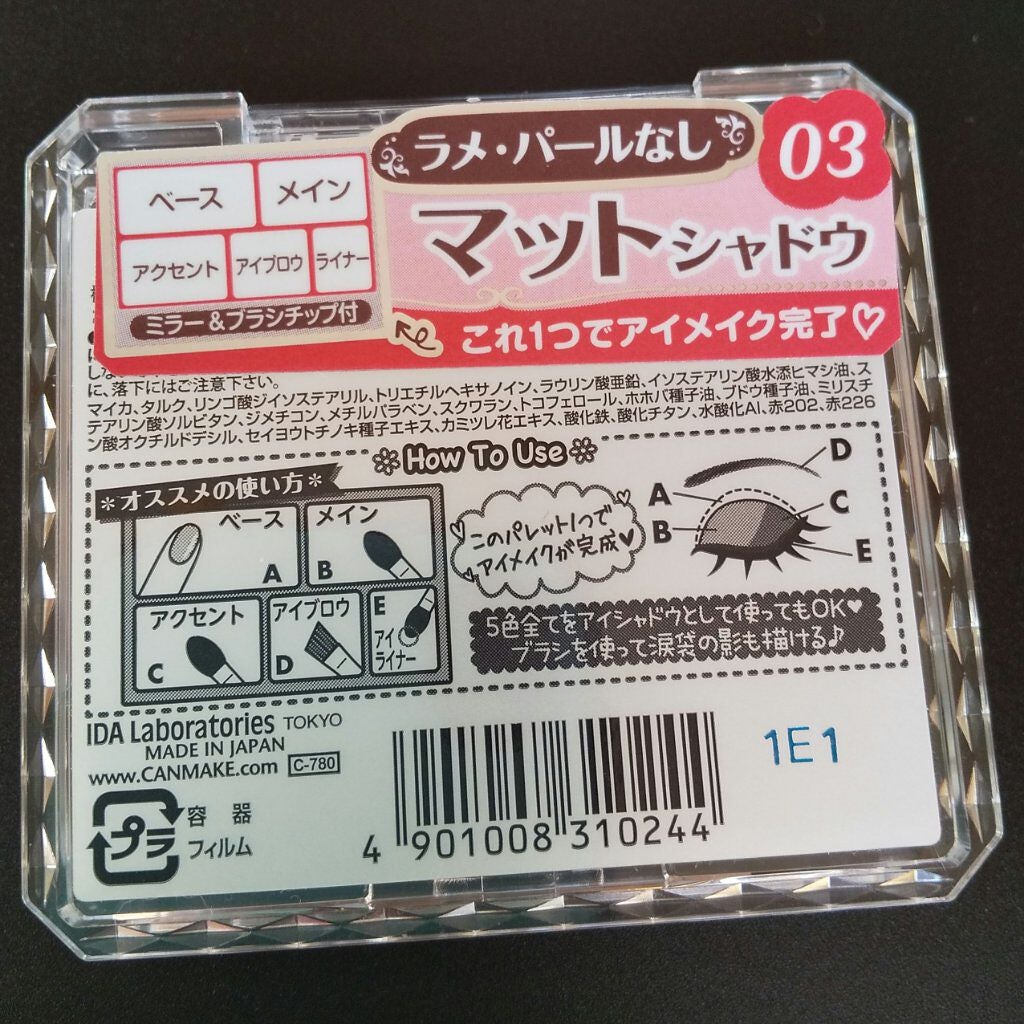 ラメ・パールなし
03
マットシャドウ
ベース
メイン
アクセント
アイブロウ
ライナー
ミラー&ブラシチップ付
これ1つでアイメイク完了♡
に、落下にはご注意下さい。
マイカ、タルク、リンゴ酸ジイソステアリル、トリエチルヘキサノイン、ラウリン酸亜鉛、イソステアリン酸水添ヒマシ油、ス
テアリン酸ソルビタン、ジメチコン、メチルパラベン、スクワラン、トコフェロール、ホホバ種子油、ブドウ種子油、ミリスチ
ン酸オクチルドデシル、セイヨウトチノキ種子エキス、カミツレ花エキス、酸化鉄、酸化チタン、水酸化Al、赤202、赤226
How To Use
*オススメの使い方*
ベース
A
メイン
B
アクセント
C
アイブロウ
D
E
アイ
ライナー
このパレット1つで
アイメイクが完成
A
B
D
C
E
5色全てをアイシャドウとして使ってもOK♥
ブラシを使って涙袋の影も描ける♪
IDA Laboratories TOKYO
MADE IN JAPAN
www.CANMAKE.com C-780
1E1
プラ
容器
フィルム
4 901008 310244